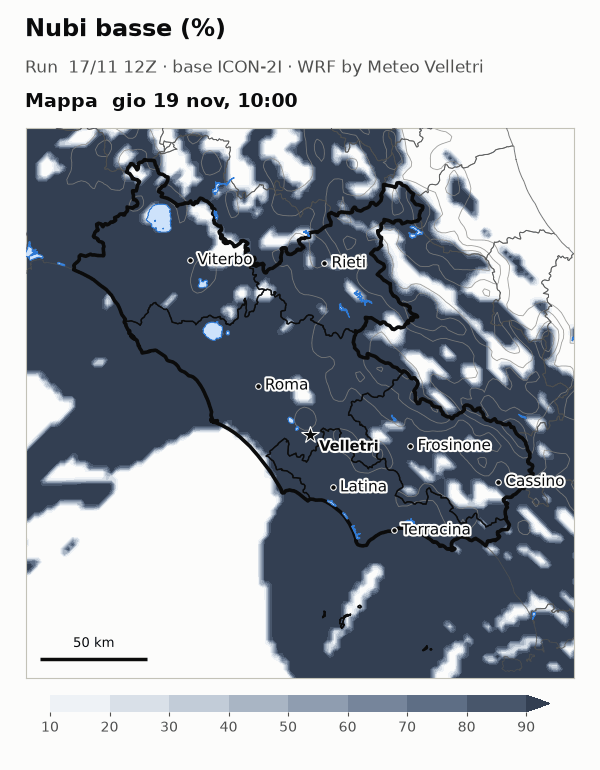 Nubi basse (%)
Run  17/11 12Z · base ICON-2I · WRF by Meteo Velletri
Mappa  gio 19 nov, 10:00
Viterbo
Rieti
Roma
Velletri
Frosinone
Cassino
Latina
Terracina
50 km
10 20 30 40 50 60 70 80 90